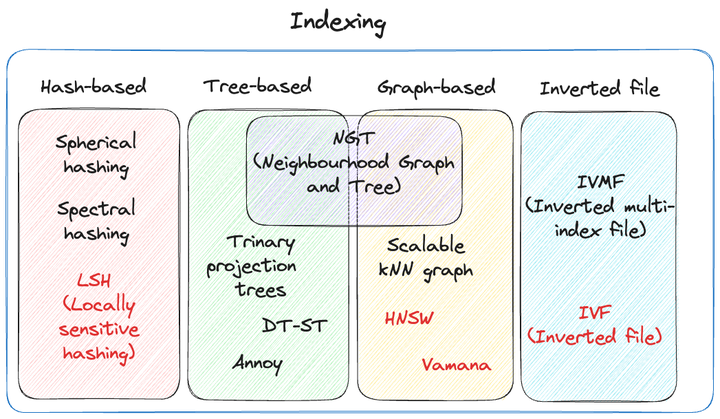 Indexing
Hash-based
Tree-based
Graph-based
Inverted file
Spherical
hashing
Spectral
hashing
LSH
(Locally
sensitive
hashing)
NGT
(Neighbourhood Graph
and Tree)
Trinary
projection
trees
DT-ST
Annoy
Scalable
kNN graph
HNSW
Vamana
IVMF
(Inverted multi-
index file)
IVF
(Inverted file)